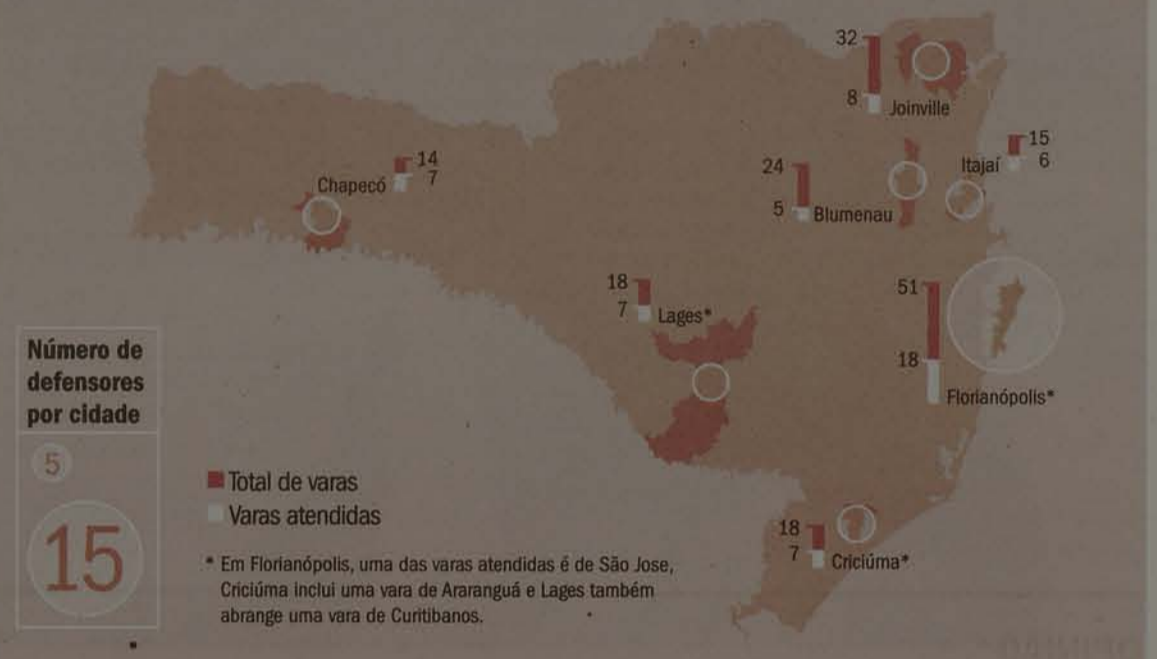 32
8
Joinville
15
6
Itajaí
14
7
Chapecó
24
5
Blumenau
18
7
Lages*
51
18
Florianópolis*
Número de
defensores
por cidade
5
15
Total de varas
Varas atendidas
18
7
Criciúma*
* Em Florianópolis, uma das varas atendidas é de São Jose,
Criciúma inclui uma vara de Araranguá e Lages também
abrange uma vara de Curitibanos.